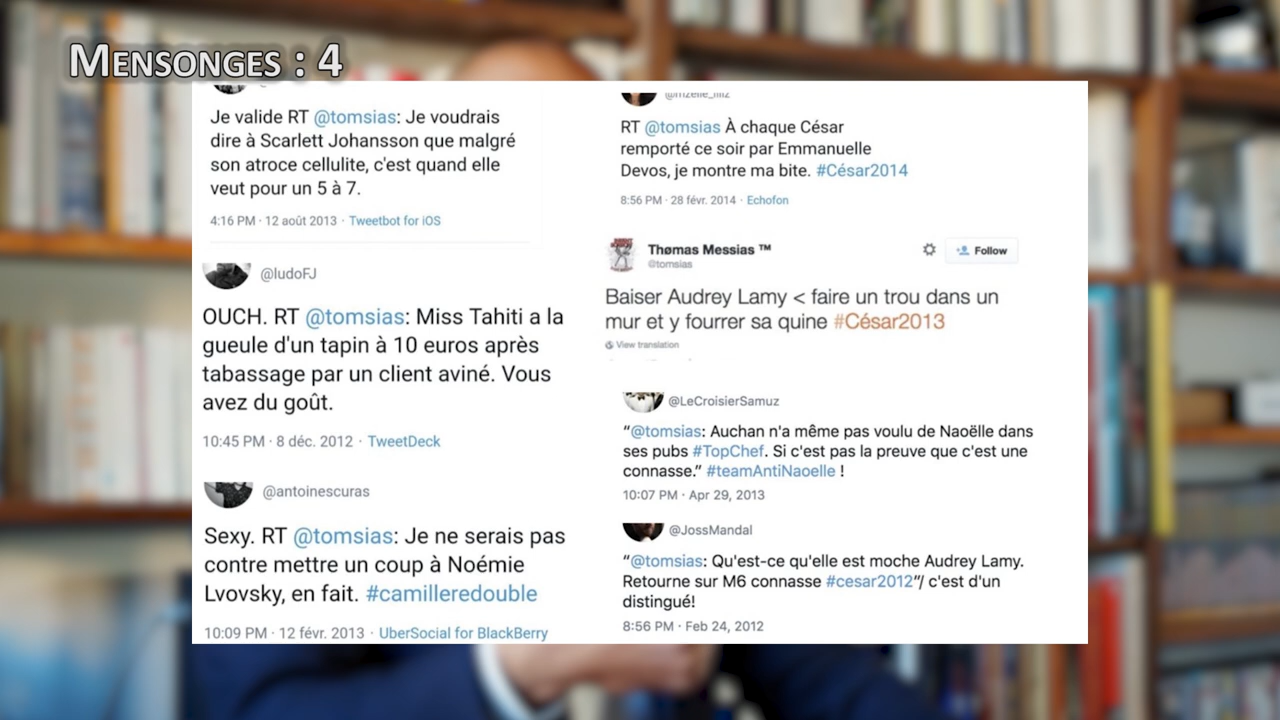 MENSONGES : 4
Je valide RT @tomsias: Je voudrais
dire à Scarlett Johansson que malgré
son atroce cellulite, c'est quand elle
veut pour un 5 à 7.
4:16 PM · 12 août 2013 · Tweetbot for iOS
@ludoFJ
OUCH. RT @tomsias: Miss Tahiti a la
gueule d'un tapin à 10 euros après
tabassage par un client aviné. Vous
avez du goût.
10:45 PM · 8 déc. 2012 · TweetDeck
@antoinescuras
Sexy. RT @tomsias: Je ne serais pas
contre mettre un coup à Noémie
Lvovsky, en fait. #camilleredouble
10:09 PM · 12 févr. 2013 · UberSocial for BlackBerry
RT @tomsias À chaque César
remporté ce soir par Emmanuelle
Devos, je montre ma bite. #César2014
8:56 PM · 28 févr. 2014 · Echofon
Thømas Messias ™
@tomsias
Follow
Baiser Audrey Lamy < faire un trou dans un
mur et y fourrer sa quine #César2013
View translation
@LeCroisierSamuz
“@tomsias: Auchan n'a même pas voulu de Naoëlle dans
ses pubs #TopChef. Si c'est pas la preuve que c'est une
connasse.” #teamAntiNaoelle !
10:07 PM · Apr 29, 2013
@JossMandal
“@tomsias: Qu'est-ce qu'elle est moche Audrey Lamy.
Retourne sur M6 connasse #cesar2012”/ c'est d'un
distingué!
8:56 PM · Feb 24, 2012